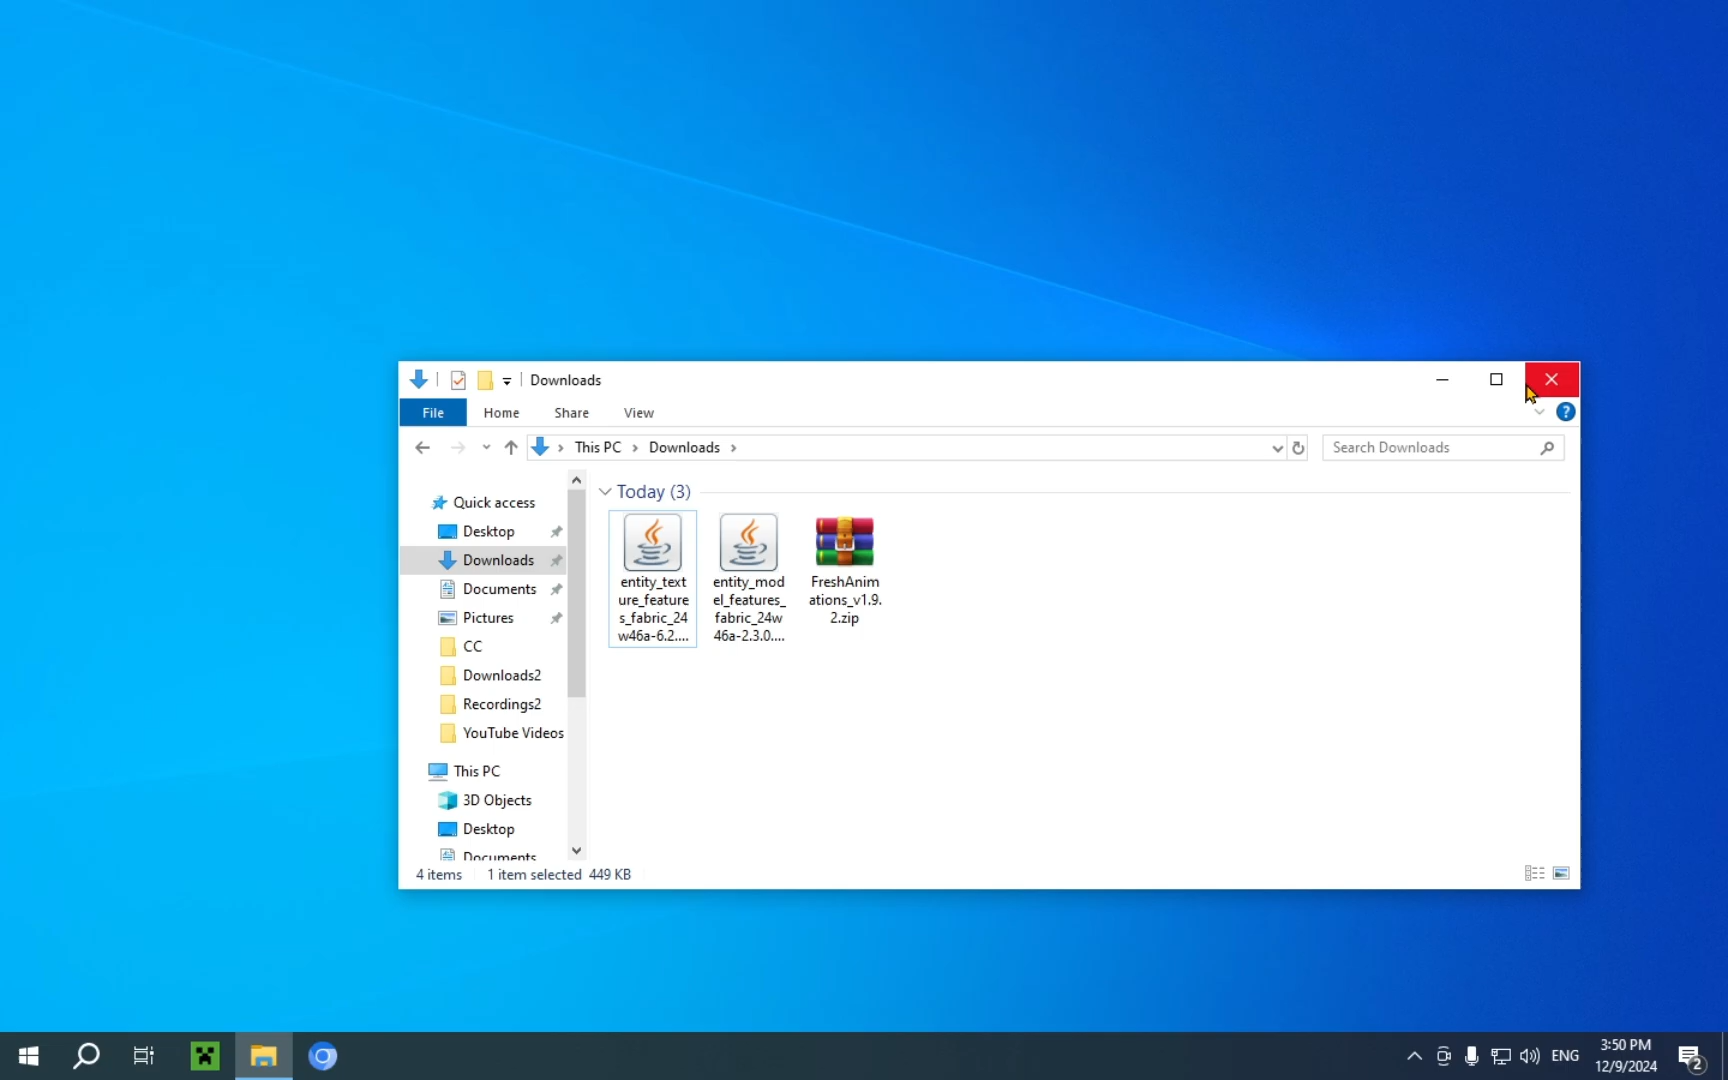 Downloads
File Home Share View
This PC Downloads
Search Downloads
Quick access
Desktop
Downloads
Documents
Pictures
CC
Downloads2
Recordings2
YouTube Videos
This PC
3D Objects
Desktop
Documents
Today (3)
entity_text
ure_feature
s_fabric_24
w46a-6.2....
entity_mod
el_features_
fabric_24w
46a-2.3.0....
FreshAnim
ations_v1.9.
2.zip
4 items 1 item selected 449 KB
ENG
3:50 PM
12/9/2024
2